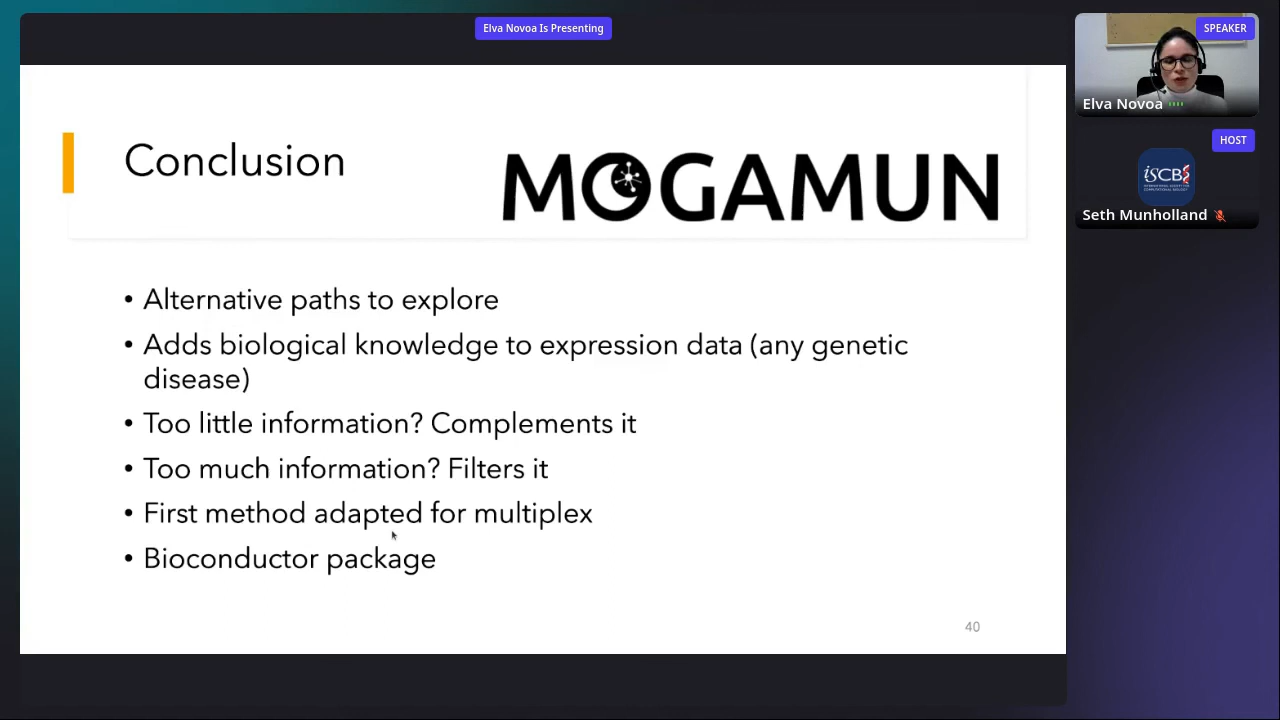 Elva Novoa Is Presenting
SPEAKER
Elva Novoa
HOST
iSCB
Seth Munholland
Conclusion
MOGAMUN
• Alternative paths to explore
• Adds biological knowledge to expression data (any genetic
disease)
• Too little information? Complements it
• Too much information? Filters it
• First method adapted for multiplex
• Bioconductor package
40